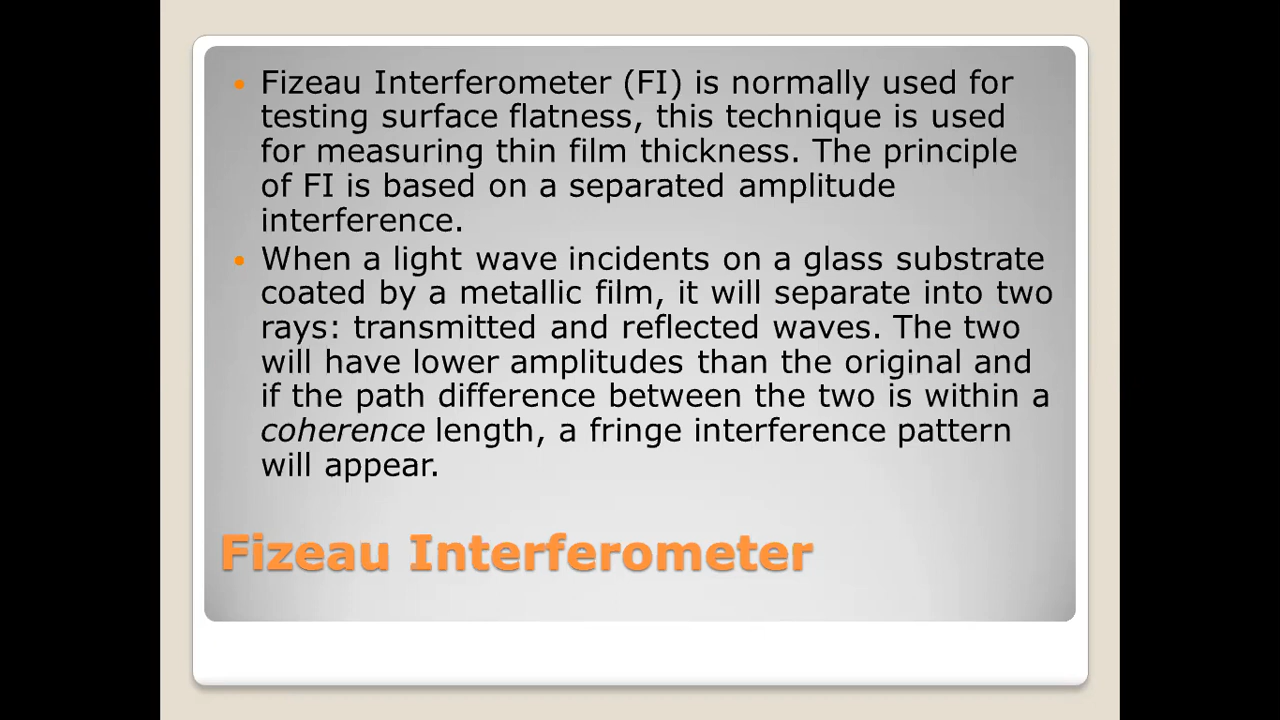 Fizeau Interferometer (FI) is normally used for
testing surface flatness, this technique is used
for measuring thin film thickness. The principle
of FI is based on a separated amplitude
interference.
When a light wave incidents on a glass substrate
coated by a metallic film, it will separate into two
rays: transmitted and reflected waves. The two
will have lower amplitudes than the original and
if the path difference between the two is within a
coherence length, a fringe interference pattern
will appear.
Fizeau Interferometer